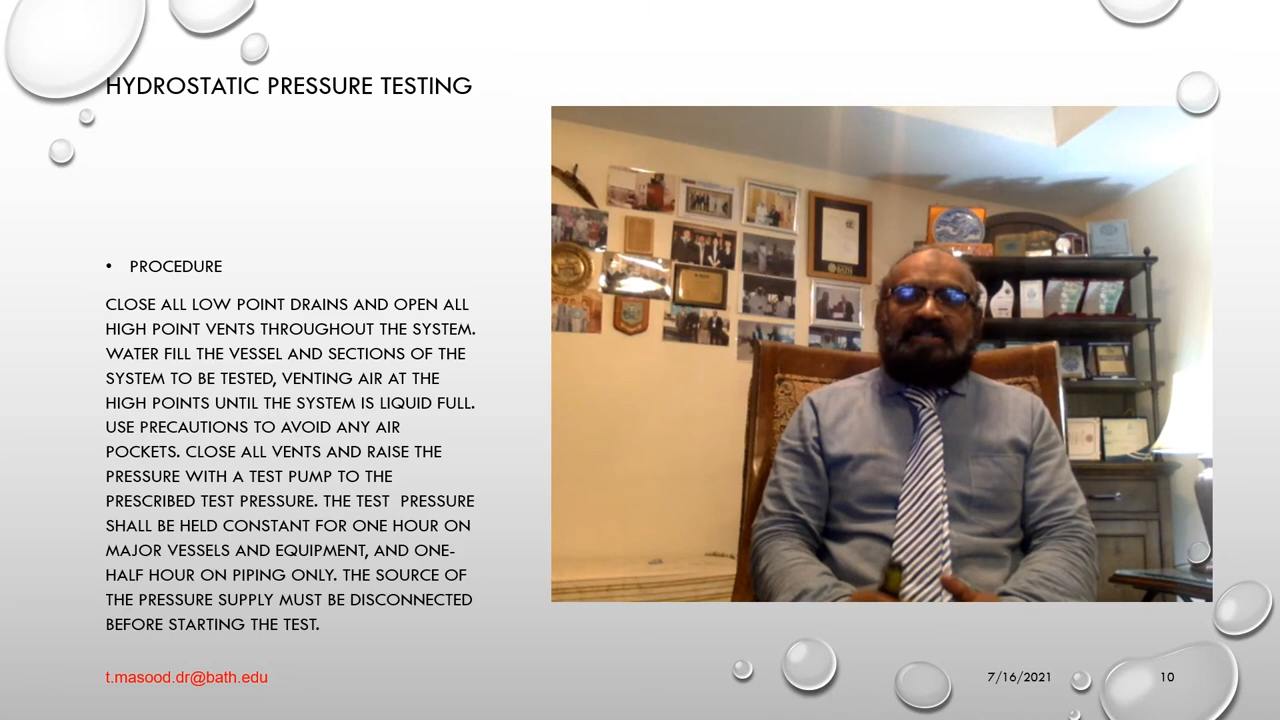 HYDROSTATIC PRESSURE TESTING
• PROCEDURE
CLOSE ALL LOW POINT DRAINS AND OPEN ALL
HIGH POINT VENTS THROUGHOUT THE SYSTEM.
WATER FILL THE VESSEL AND SECTIONS OF THE
SYSTEM TO BE TESTED, VENTING AIR AT THE
HIGH POINTS UNTIL THE SYSTEM IS LIQUID FULL.
USE PRECAUTIONS TO AVOID ANY AIR
POCKETS. CLOSE ALL VENTS AND RAISE THE
PRESSURE WITH A TEST PUMP TO THE
PRESCRIBED TEST PRESSURE. THE TEST  PRESSURE
SHALL BE HELD CONSTANT FOR ONE HOUR ON
MAJOR VESSELS AND EQUIPMENT, AND ONE-
HALF HOUR ON PIPING ONLY. THE SOURCE OF
THE PRESSURE SUPPLY MUST BE DISCONNECTED
BEFORE STARTING THE TEST.
BATH
t.masood.dr@bath.edu
7/16/2021
10